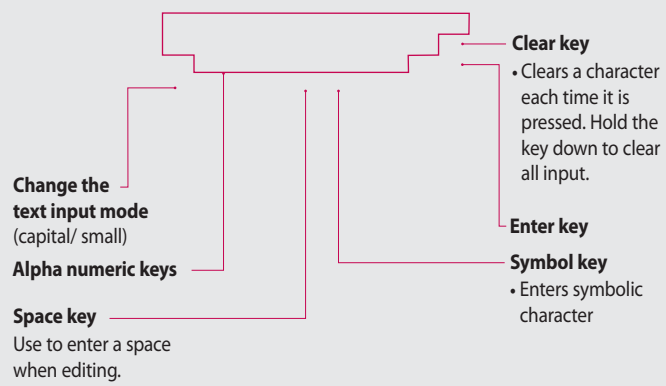 Clear key
• Clears a character
each time it is
pressed. Hold the
key down to clear
all input.
Change the
text input mode
(capital/ small)
Enter key
Alpha numeric keys
Symbol key
• Enters symbolic
character
Space key
Use to enter a space
when editing.